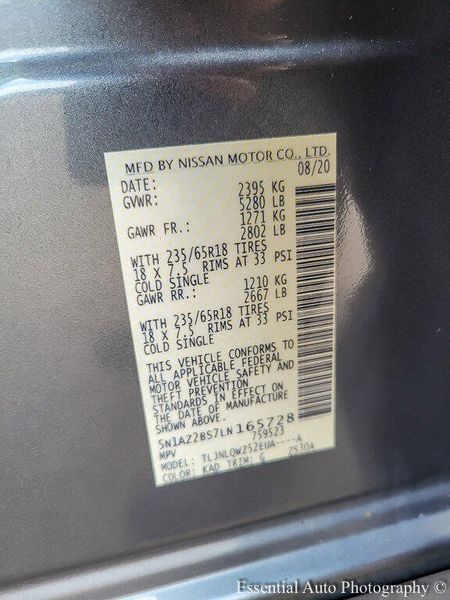 MFD BY NISSAN MOTOR CO., LTD.
DATE: 08/20
GVWR: 2395 KG
5280 LB
GAWR FR.: 1271 KG
2802 LB
WITH 235/65R18 TIRES
18 X 7.5 RIMS AT 33 PSI
COLD SINGLE
GAWR RR.: 1210 KG
2667 LB
WITH 235/65R18 TIRES
18 X 7.5 RIMS AT 33 PSI
COLD SINGLE
THIS VEHICLE CONFORMS TO
ALL APPLICABLE FEDERAL
MOTOR VEHICLE SAFETY AND
THEFT PREVENTION
STANDARDS IN EFFECT ON
THE DATE OF MANUFACTURE
SHOWN ABOVE.
5N1AZ2BS7LN165728
MPV 759523
MODEL: TLJNLQWZ52EUA----A
COLOR: KAD TRIM: G 7S30A
Essential Auto Photography ©